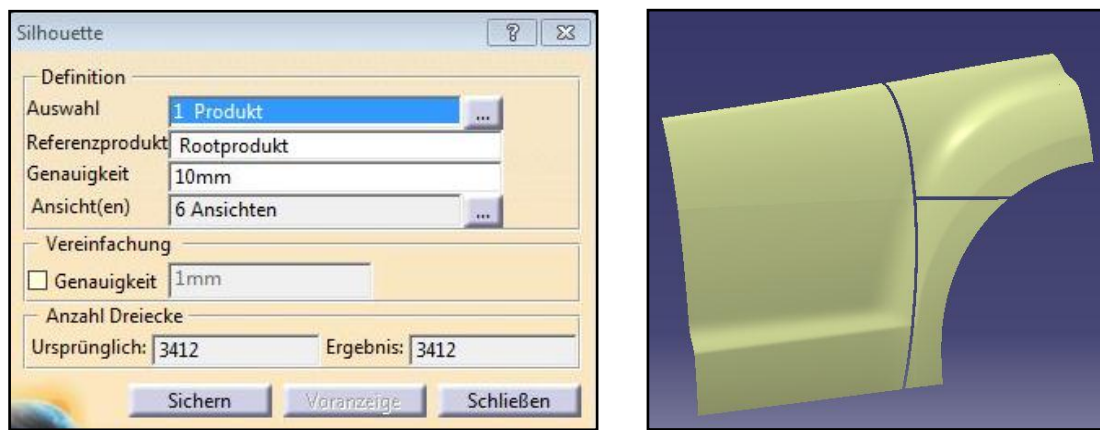 Silhouette
Definition
Auswahl 1 Produkt ...
Referenzprodukt Rootprodukt
Genauigkeit 10mm
Ansicht(en) 6 Ansichten ...
Vereinfachung
Genauigkeit 1mm
Anzahl Dreiecke
Ursprünglich: 3412 Ergebnis: 3412
Sichern Voranzeige Schließen